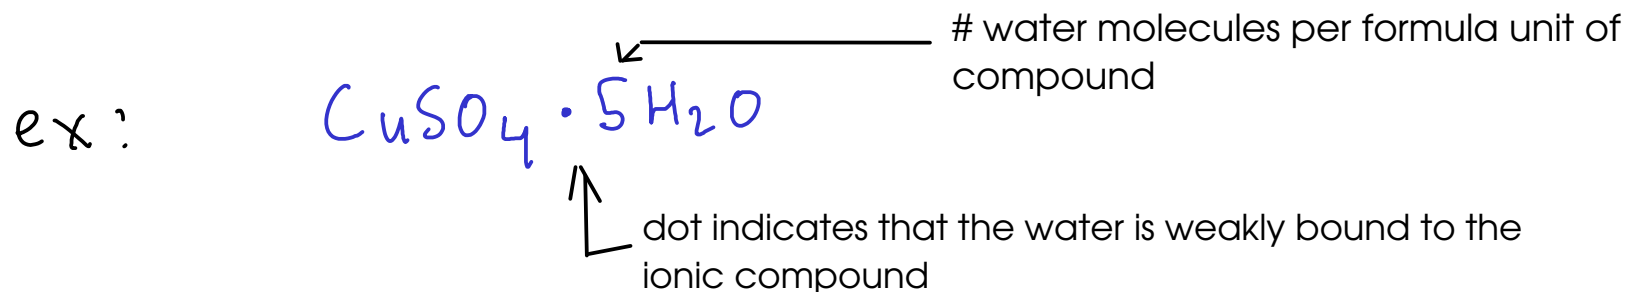 # water molecules per formula unit of
compound
ex: CuSO₄ · 5H₂O
dot indicates that the water is weakly bound to the
ionic compound